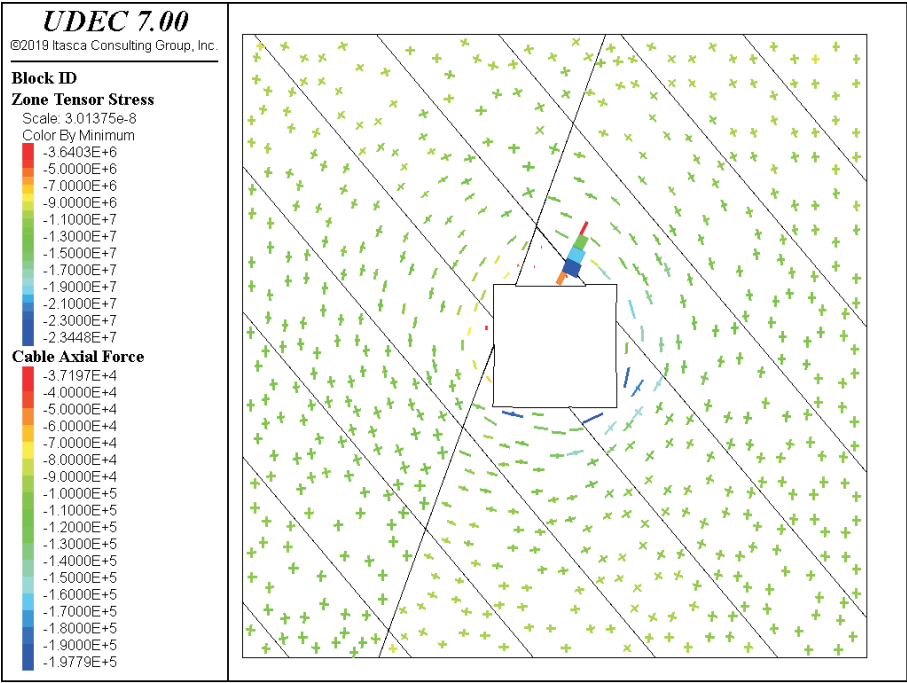 UDEC 7.00
©2019 Itasca Consulting Group, Inc.
Block ID
Zone Tensor Stress
Scale: 3.01375e-8
Color By Minimum
-3.6403E+6
-5.0000E+6
-7.0000E+6
-9.0000E+6
-1.1000E+7
-1.3000E+7
-1.5000E+7
-1.7000E+7
-1.9000E+7
-2.1000E+7
-2.3000E+7
-2.3448E+7
Cable Axial Force
-3.7197E+4
-4.0000E+4
-5.0000E+4
-6.0000E+4
-7.0000E+4
-8.0000E+4
-9.0000E+4
-1.0000E+5
-1.1000E+5
-1.2000E+5
-1.3000E+5
-1.4000E+5
-1.5000E+5
-1.6000E+5
-1.7000E+5
-1.8000E+5
-1.9000E+5
-1.9779E+5